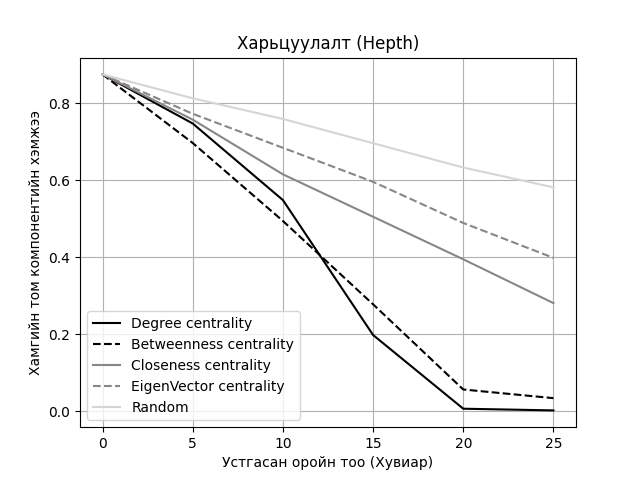 Харьцуулалт (Hepth)
Хамгийн том компонентийн хэмжээ
0.8
0.6
0.4
0.2
0.0
Degree centrality
Betweenness centrality
Closeness centrality
EigenVector centrality
Random
0 5 10 15 20 25
Устгасан оройн тоо (Хувиар)